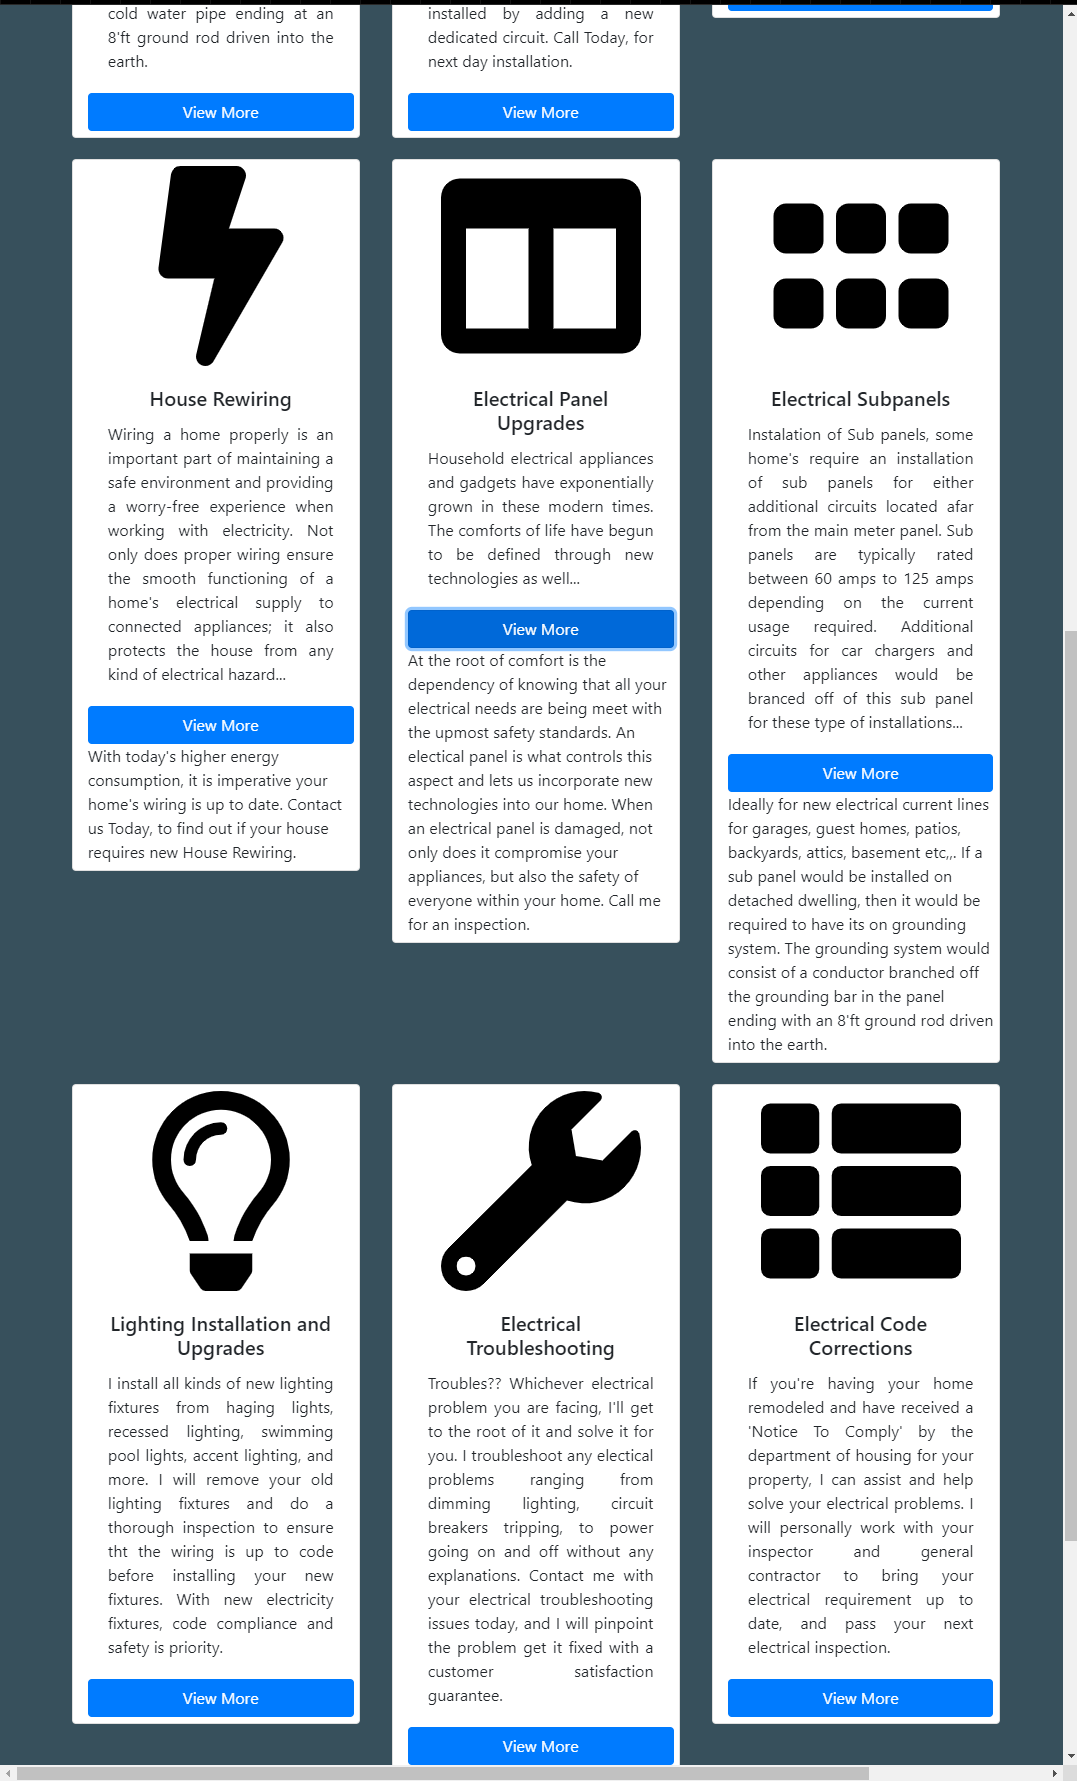 cold water pipe ending at an
8'ft ground rod driven into the
earth.
View More
installed by adding a new
dedicated circuit. Call Today, for
next day installation.
View More
House Rewiring
Wiring a home properly is an
important part of maintaining a
safe environment and providing
a worry-free experience when
working with electricity. Not
only does proper wiring ensure
the smooth functioning of a
home's electrical supply to
connected appliances; it also
protects the house from any
kind of electrical hazard...
View More
With today's higher energy
consumption, it is imperative your
home's wiring is up to date. Contact
us Today, to find out if your house
requires new House Rewiring.
Electrical Panel
Upgrades
Household electrical appliances
and gadgets have exponentially
grown in these modern times.
The comforts of life have begun
to be defined through new
technologies as well...
View More
At the root of comfort is the
dependency of knowing that all your
electrical needs are being meet with
the upmost safety standards. An
electical panel is what controls this
aspect and lets us incorporate new
technologies into our home. When
an electrical panel is damaged, not
only does it compromise your
appliances, but also the safety of
everyone within your home. Call me
for an inspection.
Electrical Subpanels
Instalation of Sub panels, some
home's require an installation
of sub panels for either
additional circuits located afar
from the main meter panel. Sub
panels are typically rated
between 60 amps to 125 amps
depending on the current
usage required. Additional
circuits for car chargers and
other appliances would be
branced off of this sub panel
for these type of installations...
View More
Ideally for new electrical current lines
for garages, guest homes, patios,
backyards, attics, basement etc,,. If a
sub panel would be installed on
detached dwelling, then it would be
required to have its on grounding
system. The grounding system would
consist of a conductor branched off
the grounding bar in the panel
ending with an 8'ft ground rod driven
into the earth.
Lighting Installation and
Upgrades
I install all kinds of new lighting
fixtures from haging lights,
recessed lighting, swimming
pool lights, accent lighting, and
more. I will remove your old
lighting fixtures and do a
thorough inspection to ensure
tht the wiring is up to code
before installing your new
fixtures. With new electricity
fixtures, code compliance and
safety is priority.
View More
Electrical
Troubleshooting
Troubles?? Whichever electrical
problem you are facing, I'll get
to the root of it and solve it for
you. I troubleshoot any electical
problems ranging from
dimming lighting, circuit
breakers tripping, to power
going on and off without any
explanations. Contact me with
your electrical troubleshooting
issues today, and I will pinpoint
the problem get it fixed with a
customer satisfaction
guarantee.
View More
Electrical Code
Corrections
If you're having your home
remodeled and have received a
'Notice To Comply' by the
department of housing for your
property, I can assist and help
solve your electrical problems. I
will personally work with your
inspector and general
contractor to bring your
electrical requirement up to
date, and pass your next
electrical inspection.
View More